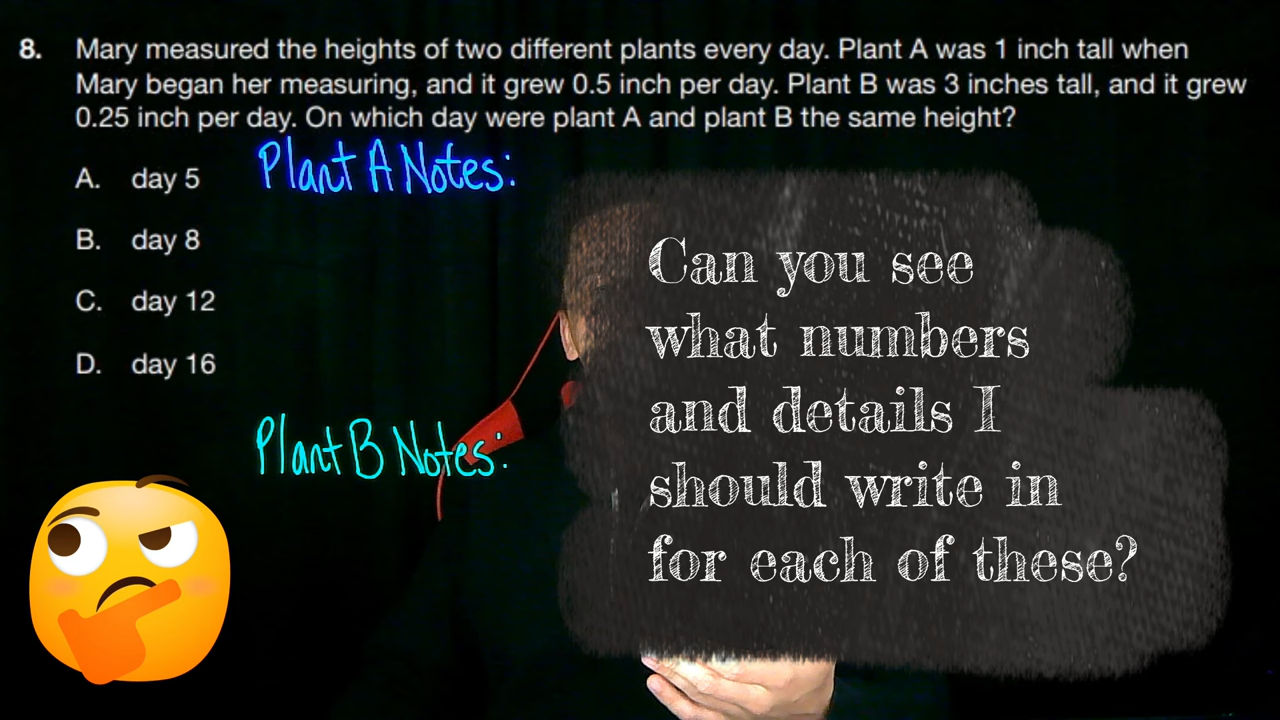 8. Mary measured the heights of two different plants every day. Plant A was 1 inch tall when
Mary began her measuring, and it grew 0.5 inch per day. Plant B was 3 inches tall, and it grew
0.25 inch per day. On which day were plant A and plant B the same height?
A. day 5
B. day 8
C. day 12
D. day 16
Plant A Notes:
Plant B Notes:
Can you see
what numbers
and details I
should write in
for each of these?